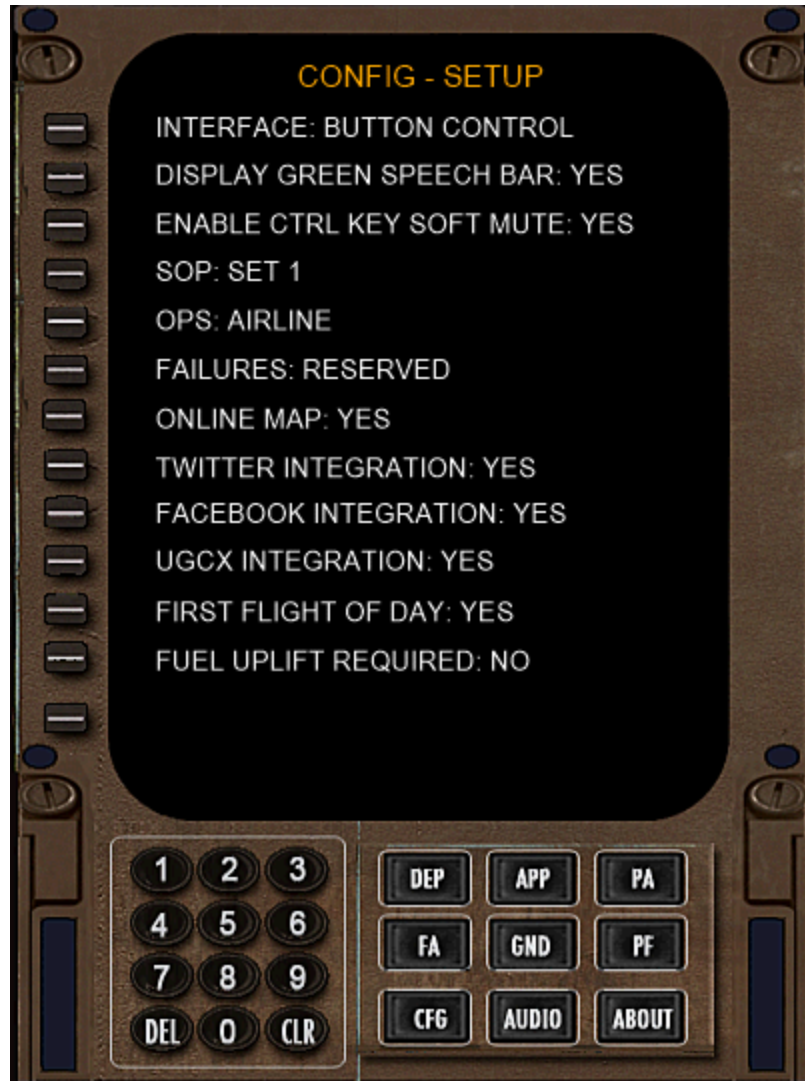 CONFIG - SETUP
INTERFACE: BUTTON CONTROL
DISPLAY GREEN SPEECH BAR: YES
ENABLE CTRL KEY SOFT MUTE: YES
SOP: SET 1
OPS: AIRLINE
FAILURES: RESERVED
ONLINE MAP: YES
TWITTER INTEGRATION: YES
FACEBOOK INTEGRATION: YES
UGCX INTEGRATION: YES
FIRST FLIGHT OF DAY: YES
FUEL UPLIFT REQUIRED: NO
1 2 3
4 5 6
7 8 9
DEL 0 CLR
DEP APP PA
FA GND PF
CFG AUDIO ABOUT